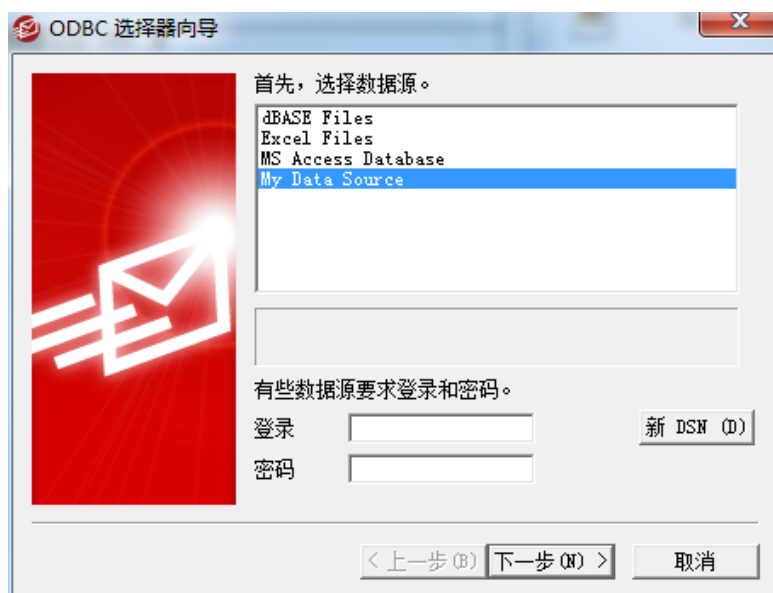 ODBC 选择器向导
首先，选择数据源。
dBASE Files
Excel Files
MS Access Database
My Data Source
有些数据源要求登录和密码。
登录
新 DSN (D)
密码
< 上一步(B)
下一步(N) >
取消